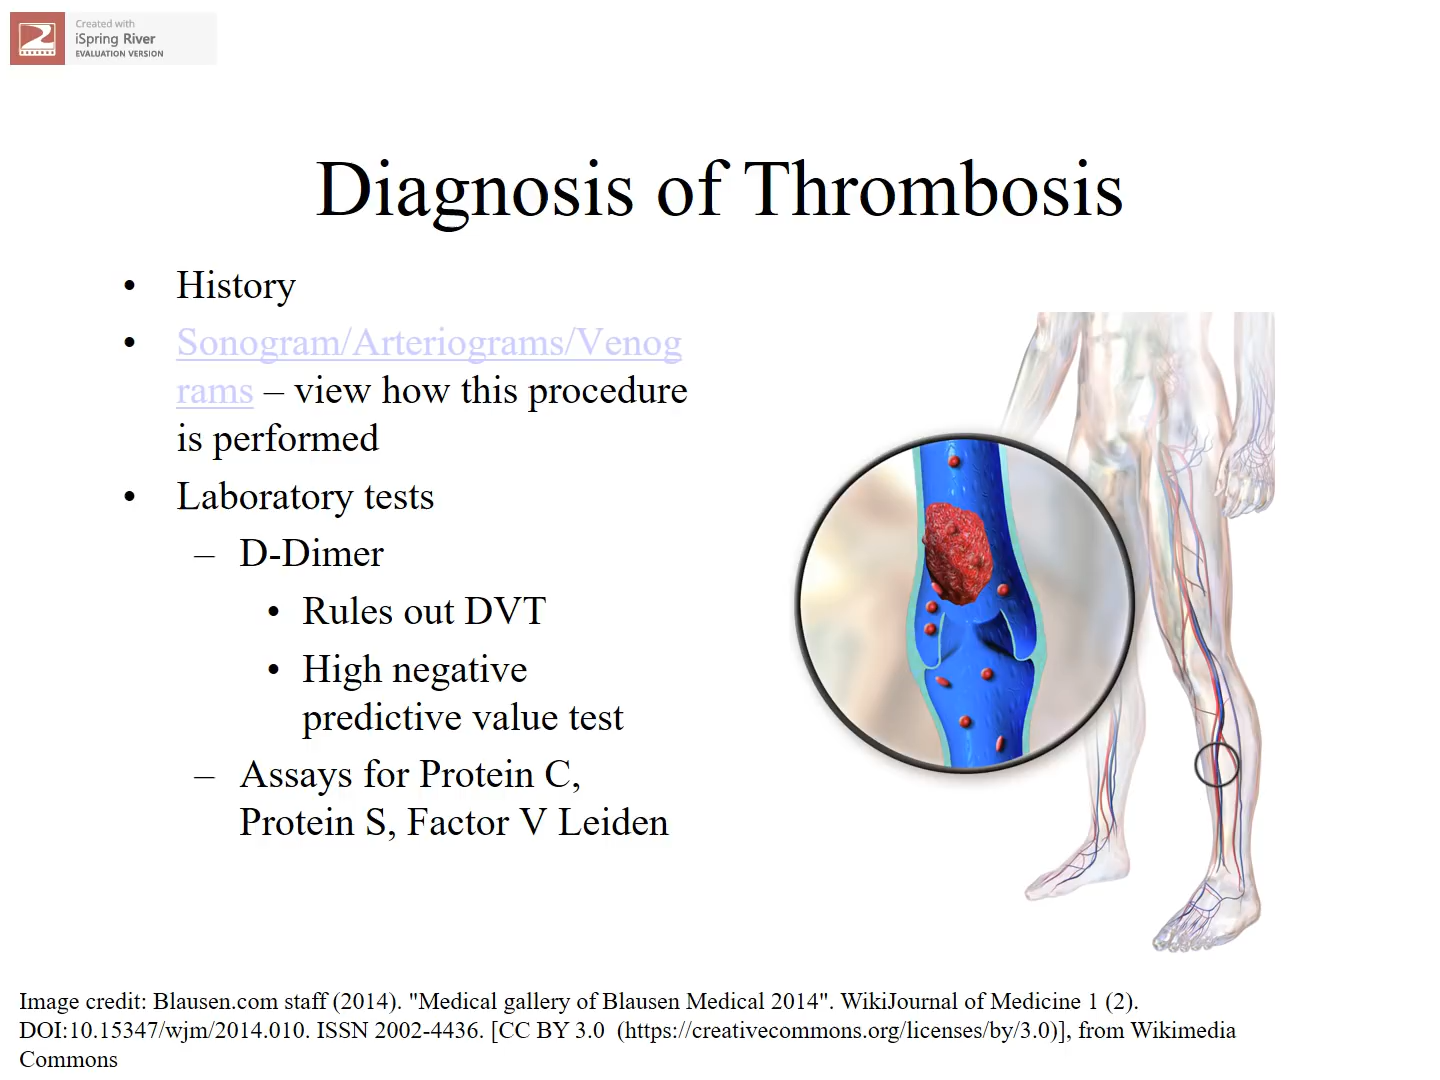 Created with
iSpring River
EVALUATION VERSION
Diagnosis of Thrombosis
• History
• Sonogram/Arteriograms/Venog
rams – view how this procedure
is performed
• Laboratory tests
– D-Dimer
• Rules out DVT
• High negative
predictive value test
– Assays for Protein C,
Protein S, Factor V Leiden
Image credit: Blausen.com staff (2014). "Medical gallery of Blausen Medical 2014". WikiJournal of Medicine 1 (2).
DOI:10.15347/wjm/2014.010. ISSN 2002-4436. [CC BY 3.0  (https://creativecommons.org/licenses/by/3.0)], from Wikimedia
Commons